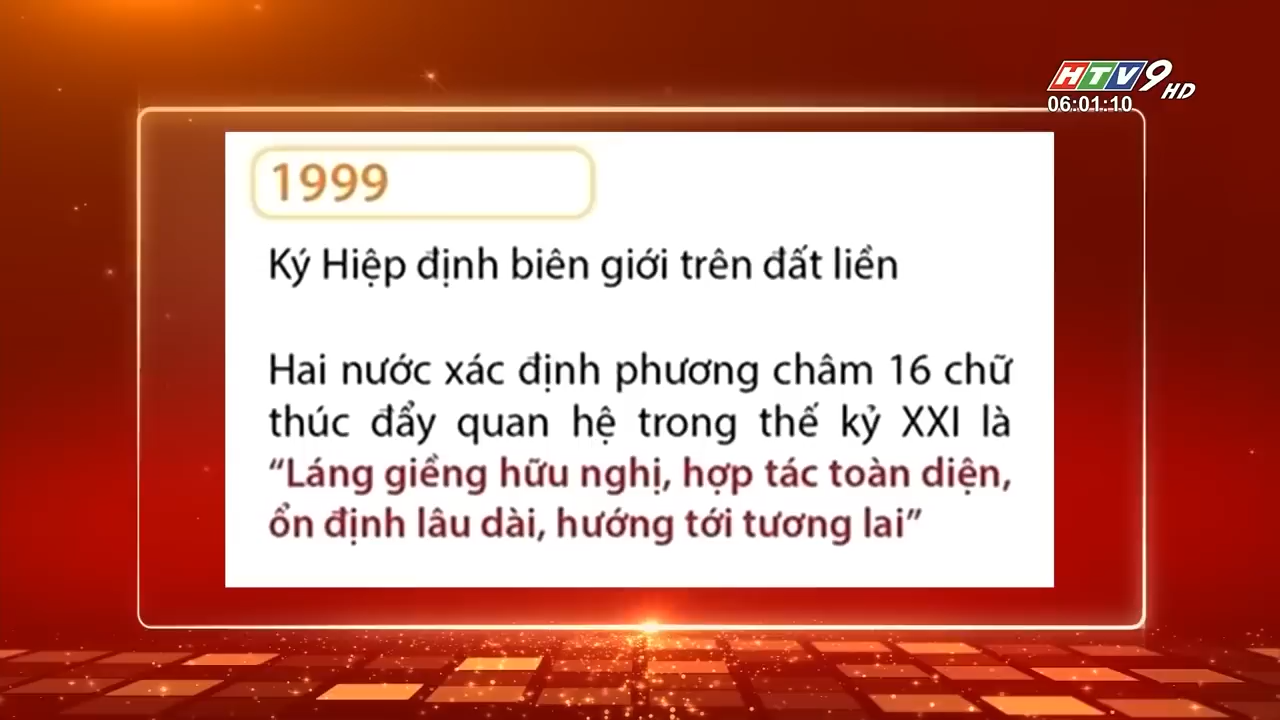 HTV9 HD
06:01:10
1999
Ký Hiệp định biên giới trên đất liền
Hai nước xác định phương châm 16 chữ
thúc đẩy quan hệ trong thế kỷ XXI là
“Láng giềng hữu nghị, hợp tác toàn diện,
ổn định lâu dài, hướng tới tương lai”